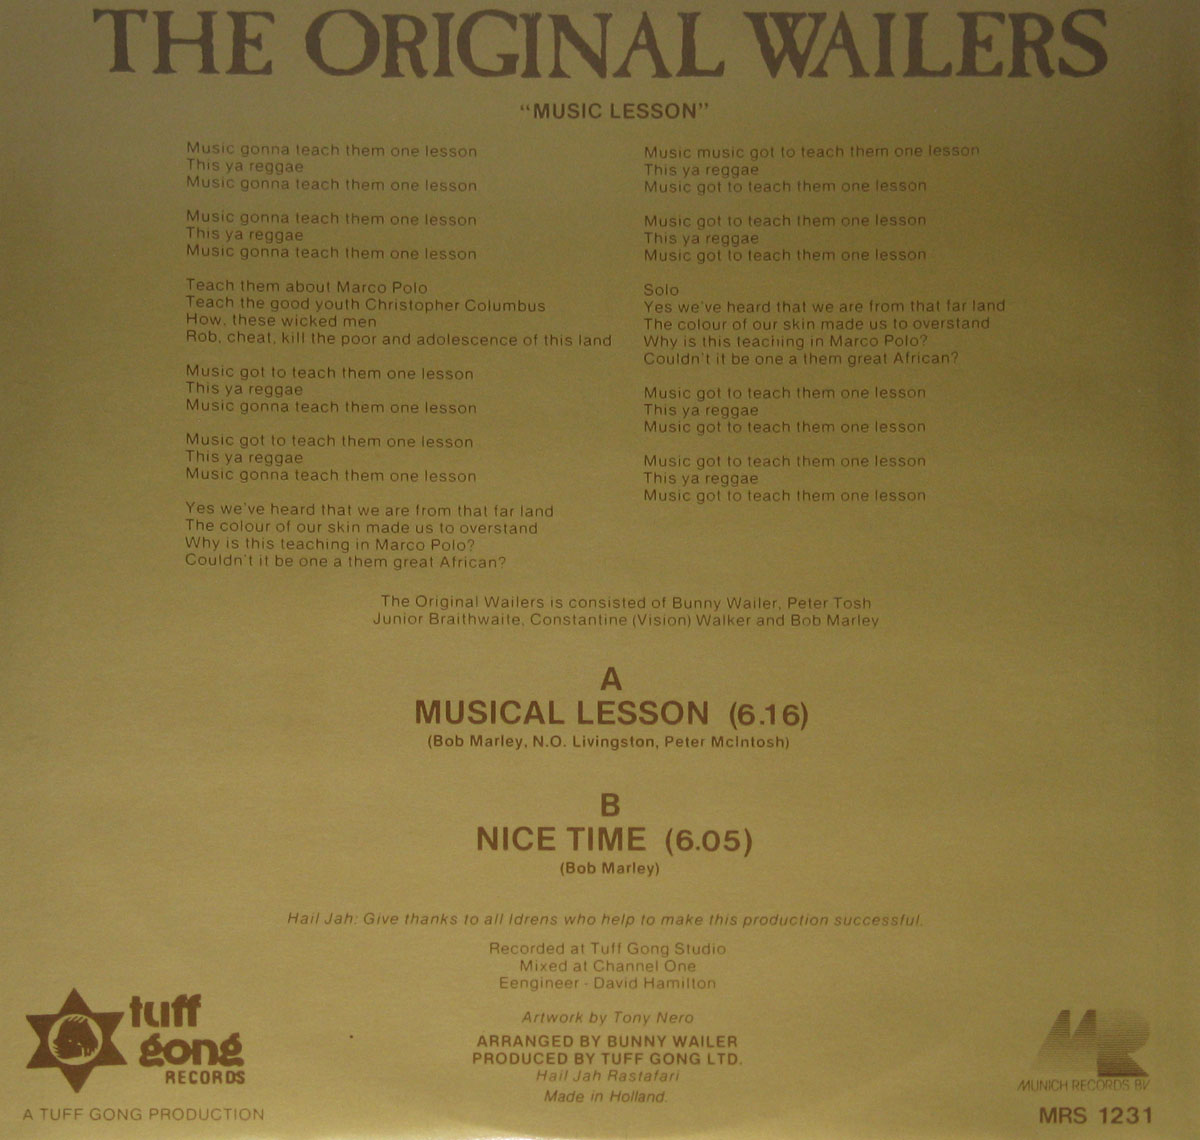 THE ORIGINAL WAILERS
“MUSIC LESSON”
Music gonna teach them one lesson
This ya reggae
Music gonna teach them one lesson
Music gonna teach them one lesson
This ya reggae
Music gonna teach them one lesson
Teach them about Marco Polo
Teach the good youth Christopher Columbus
How, these wicked men
Rob, cheat, kill the poor and adolescence of this land
Music got to teach them one lesson
This ya reggae
Music gonna teach them one lesson
Music got to teach them one lesson
This ya reggae
Music gonna teach them one lesson
Yes we've heard that we are from that far land
The colour of our skin made us to overstand
Why is this teaching in Marco Polo?
Couldn't it be one a them great African?
Music music got to teach them one lesson
This ya reggae
Music got to teach them one lesson
Music got to teach them one lesson
This ya reggae
Music got to teach them one lesson
Solo
Yes we've heard that we are from that far land
The colour of our skin made us to overstand
Why is this teaching in Marco Polo?
Couldn't it be one a them great African?
Music got to teach them one lesson
This ya reggae
Music got to teach them one lesson
Music got to teach them one lesson
This ya reggae
Music got to teach them one lesson
The Original Wailers is consisted of Bunny Wailer, Peter Tosh
Junior Braithwaite, Constantine (Vision) Walker and Bob Marley
A
MUSICAL LESSON (6.16)
(Bob Marley, N.O. Livingston, Peter McIntosh)
B
NICE TIME (6.05)
(Bob Marley)
Hail Jah: Give thanks to all Idrens who help to make this production successful.
Recorded at Tuff Gong Studio
Mixed at Channel One
Eengineer - David Hamilton
Artwork by Tony Nero
ARRANGED BY BUNNY WAILER
PRODUCED BY TUFF GONG LTD.
Hail Jah Rastafari
Made in Holland.
tuff
gong
RECORDS
A TUFF GONG PRODUCTION
MR
MUNICH RECORDS BV
MRS 1231